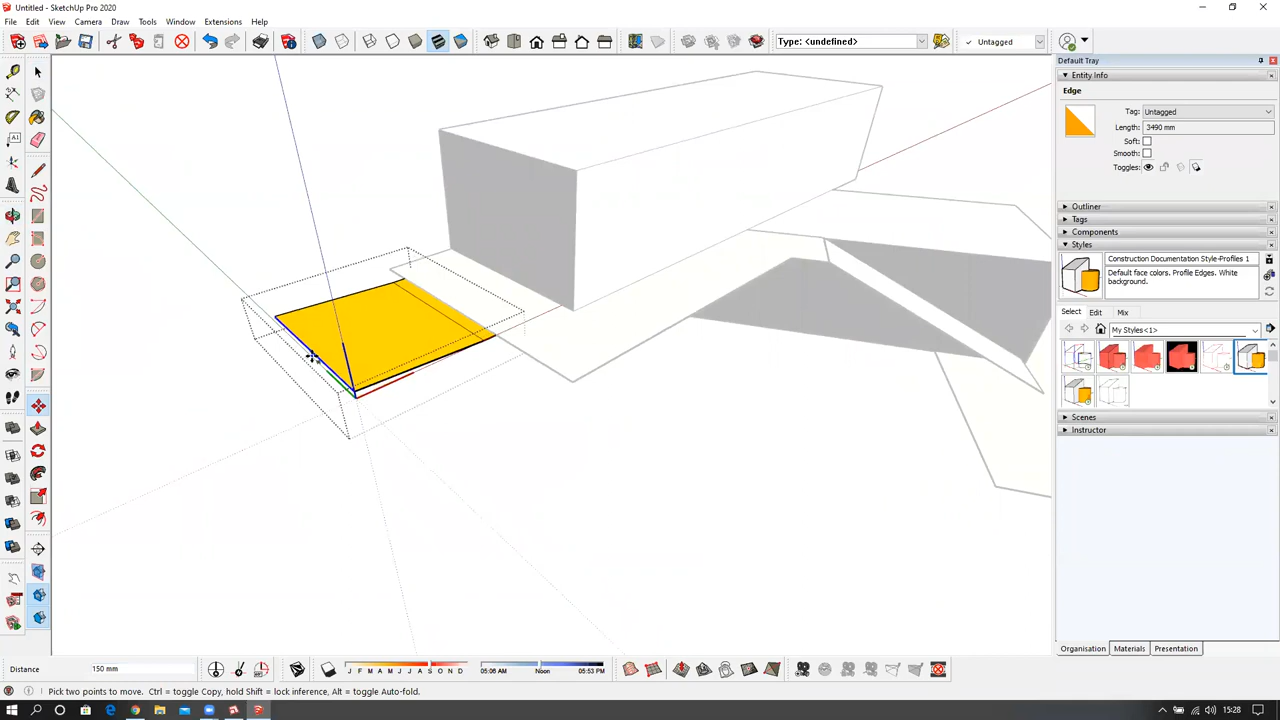 Untitled - SketchUp Pro 2020
File Edit View Camera Draw Tools Window Extensions Help
Type: <undefined>
Untagged
Default Tray
Entity Info
Edge
Tag: Untagged
Length: 3490 mm
Soft:
Smooth:
Toggles:
Outliner
Tags
Components
Styles
Construction Documentation Style-Profiles 1
Default face colors. Profile Edges. White background.
Select Edit Mix
My Styles<1>
Scenes
Instructor
Organisation Materials Presentation
Distance 150 mm
J F M A M J J A S O N D
05:06 AM Noon 05:53 PM
Pick two points to move. Ctrl = toggle Copy, hold Shift = lock inference, Alt = toggle Auto-fold.
15:28